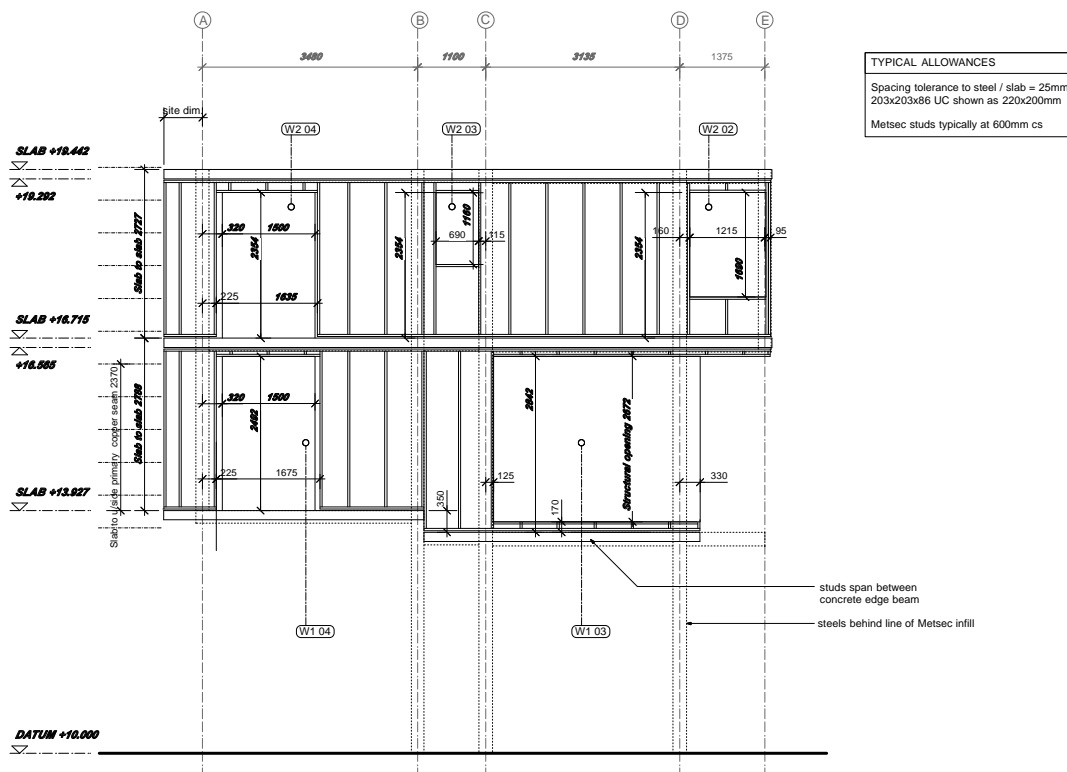 A
B
C
D
E
3480
1100
3135
1375
TYPICAL ALLOWANCES
Spacing tolerance to steel / slab = 25mm
203x203x86 UC shown as 220x200mm
Metsec studs typically at 600mm cs
site dim.
W2 04
W2 03
W2 02
SLAB +19.442
+19.292
Slab to slab 2727
320
1500
2354
2354
690
1160
115
2354
160
1215
95
1690
225
1635
SLAB +16.715
+16.565
Slab to u/side primary copper seam 2370
Slab to slab 2788
320
1500
2492
2842
Structural opening 2672
225
1675
125
330
350
170
SLAB +13.927
studs span between
concrete edge beam
steels behind line of Metsec infill
W1 04
W1 03
DATUM +10.000